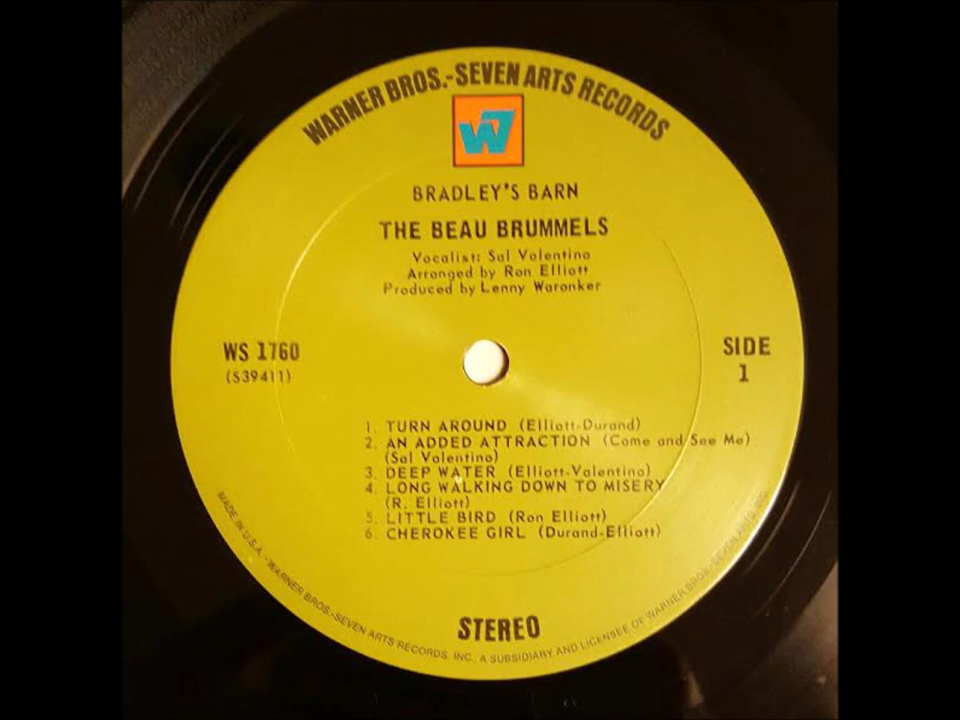 WARNER BROS.-SEVEN ARTS RECORDS
W7
BRADLEY'S BARN
THE BEAU BRUMMELS
Vocalist: Sal Valentino
Arranged by Ron Elliott
Produced by Lenny Waronker
WS 1760
(S39411)
SIDE
1
1. TURN AROUND (Elliott-Durand)
2. AN ADDED ATTRACTION (Come and See Me)
(Sal Valentino)
3. DEEP WATER (Elliott-Valentino)
4. LONG WALKING DOWN TO MISERY
(R. Elliott)
5. LITTLE BIRD (Ron Elliott)
6. CHEROKEE GIRL (Durand-Elliott)
STEREO
MADE IN U.S.A. - WARNER BROS.-SEVEN ARTS RECORDS, INC., A SUBSIDIARY AND LICENSEE OF WARNER BROS.-SEVEN ARTS, INC.